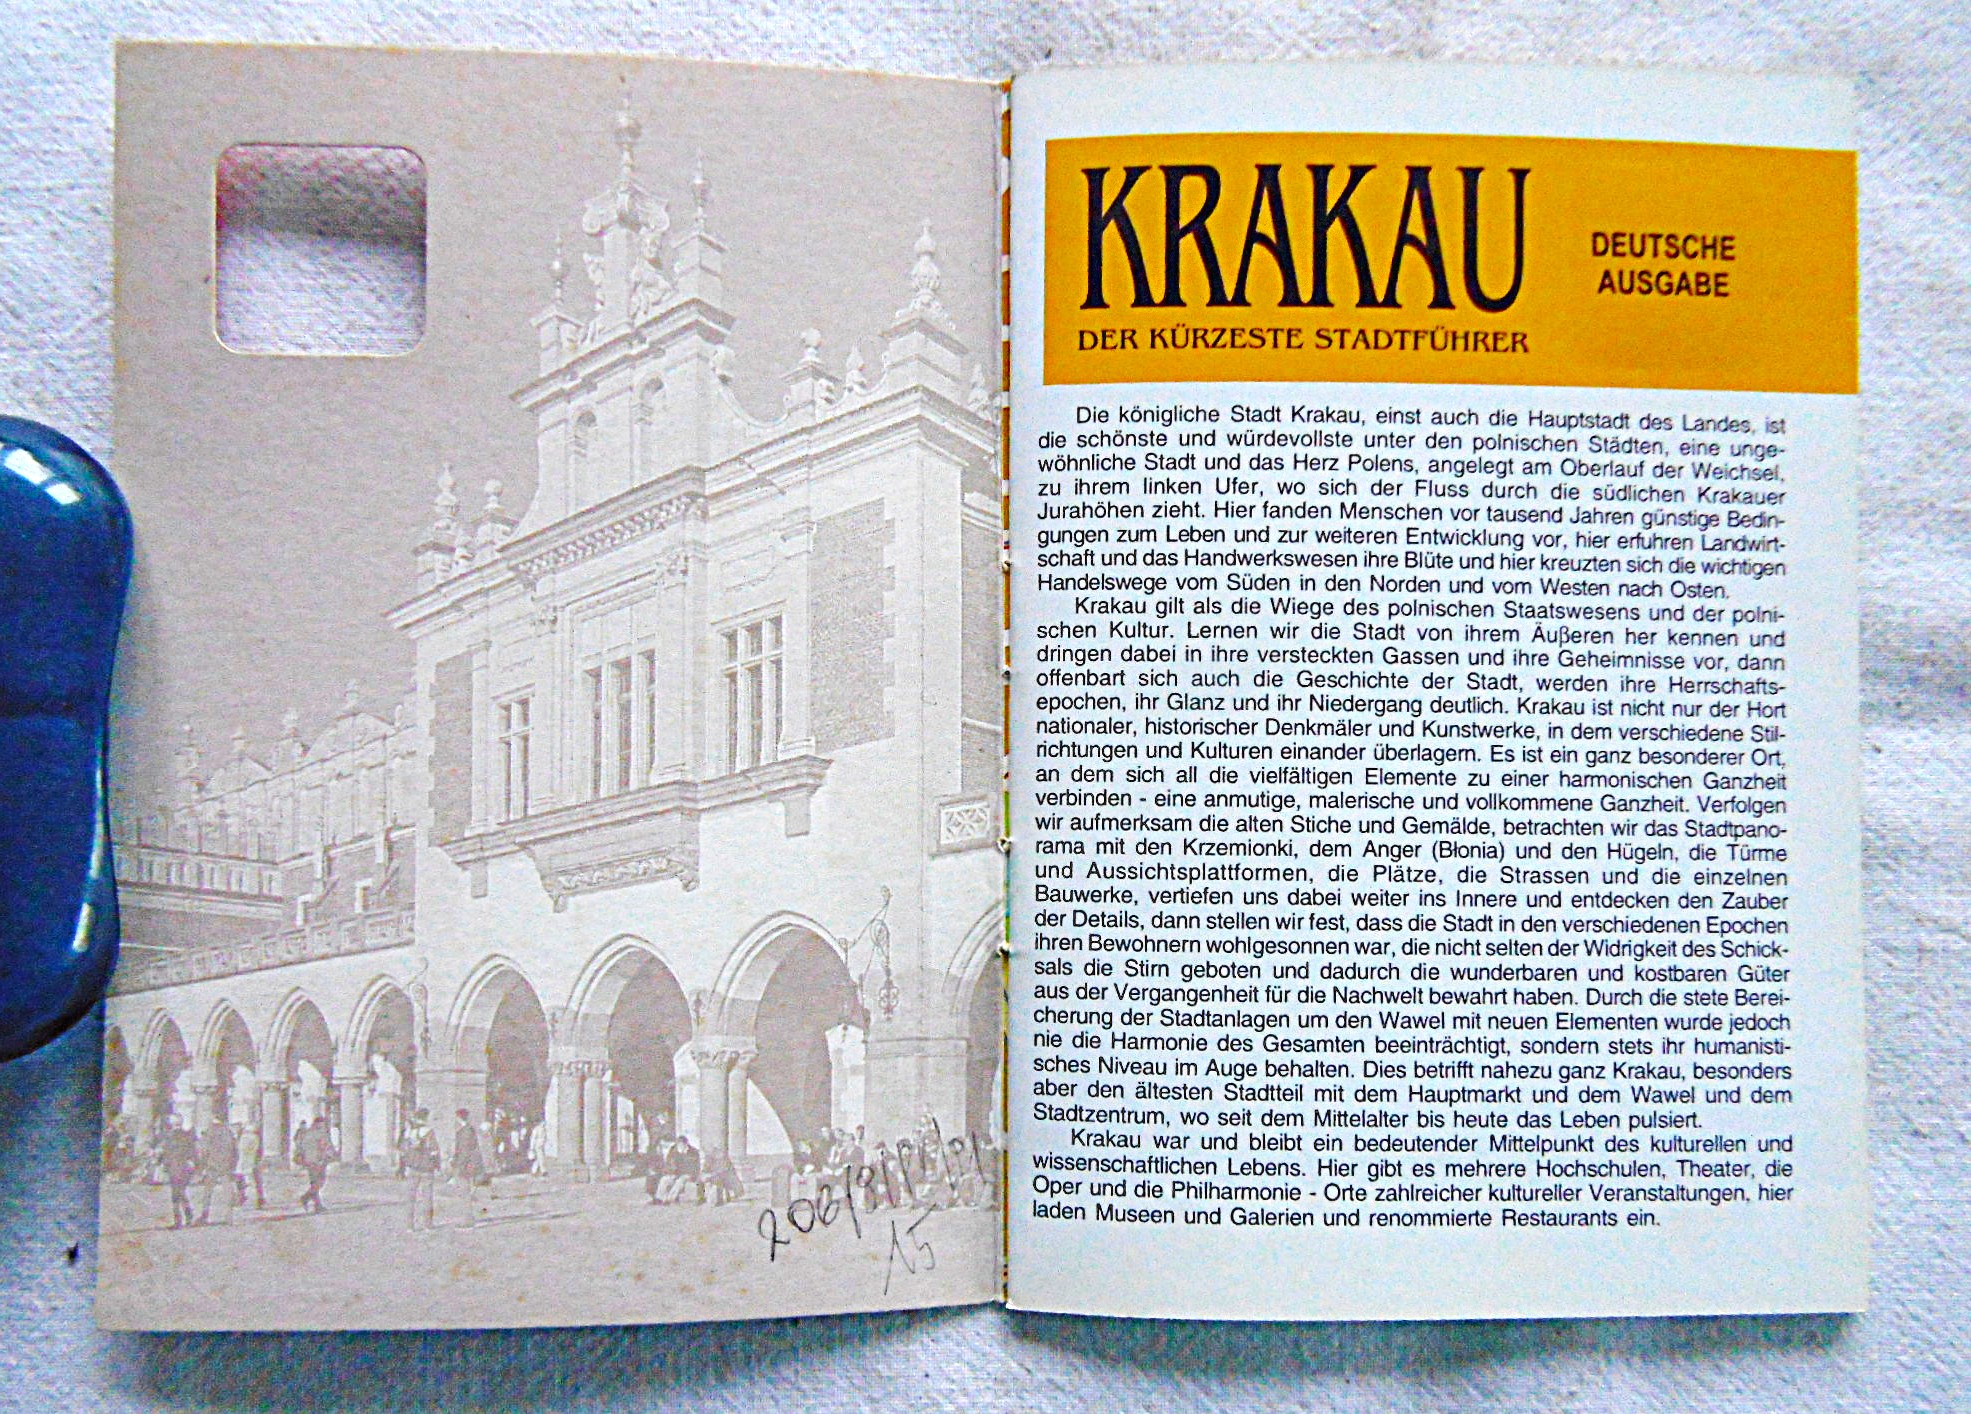 206/8/
15
KRAKAU
DEUTSCHE
AUSGABE
DER KÜRZESTE STADTFÜHRER
Die königliche Stadt Krakau, einst auch die Hauptstadt des Landes, ist
die schönste und würdevollste unter den polnischen Städten, eine unge-
wöhnliche Stadt und das Herz Polens, angelegt am Oberlauf der Weichsel,
zu ihrem linken Ufer, wo sich der Fluss durch die südlichen Krakauer
Jurahöhen zieht. Hier fanden Menschen vor tausend Jahren günstige Bedin-
gungen zum Leben und zur weiteren Entwicklung vor, hier erfuhren Landwirt-
schaft und das Handwerkswesen ihre Blüte und hier kreuzten sich die wichtigen
Handelswege vom Süden in den Norden und vom Westen nach Osten.
Krakau gilt als die Wiege des polnischen Staatswesens und der polni-
schen Kultur. Lernen wir die Stadt von ihrem Äußeren her kennen und
dringen dabei in ihre versteckten Gassen und ihre Geheimnisse vor, dann
offenbart sich auch die Geschichte der Stadt, werden ihre Herrschafts-
epochen, ihr Glanz und ihr Niedergang deutlich. Krakau ist nicht nur der Hort
nationaler, historischer Denkmäler und Kunstwerke, in dem verschiedene Stil-
richtungen und Kulturen einander überlagern. Es ist ein ganz besonderer Ort,
an dem sich all die vielfältigen Elemente zu einer harmonischen Ganzheit
verbinden - eine anmutige, malerische und vollkommene Ganzheit. Verfolgen
wir aufmerksam die alten Stiche und Gemälde, betrachten wir das Stadtpano-
rama mit den Krzemionki, dem Anger (Błonia) und den Hügeln, die Türme
und Aussichtsplattformen, die Plätze, die Strassen und die einzelnen
Bauwerke, vertiefen uns dabei weiter ins Innere und entdecken den Zauber
der Details, dann stellen wir fest, dass die Stadt in den verschiedenen Epochen
ihren Bewohnern wohlgesonnen war, die nicht selten der Widrigkeit des Schick-
sals die Stirn geboten und dadurch die wunderbaren und kostbaren Güter
aus der Vergangenheit für die Nachwelt bewahrt haben. Durch die stete Berei-
cherung der Stadtanlagen um den Wawel mit neuen Elementen wurde jedoch
nie die Harmonie des Gesamten beeinträchtigt, sondern stets ihr humanisti-
sches Niveau im Auge behalten. Dies betrifft nahezu ganz Krakau, besonders
aber den ältesten Stadtteil mit dem Hauptmarkt und dem Wawel und dem
Stadtzentrum, wo seit dem Mittelalter bis heute das Leben pulsiert.
Krakau war und bleibt ein bedeutender Mittelpunkt des kulturellen und
wissenschaftlichen Lebens. Hier gibt es mehrere Hochschulen, Theater, die
Oper und die Philharmonie - Orte zahlreicher kultureller Veranstaltungen, hier
laden Museen und Galerien und renommierte Restaurants ein.